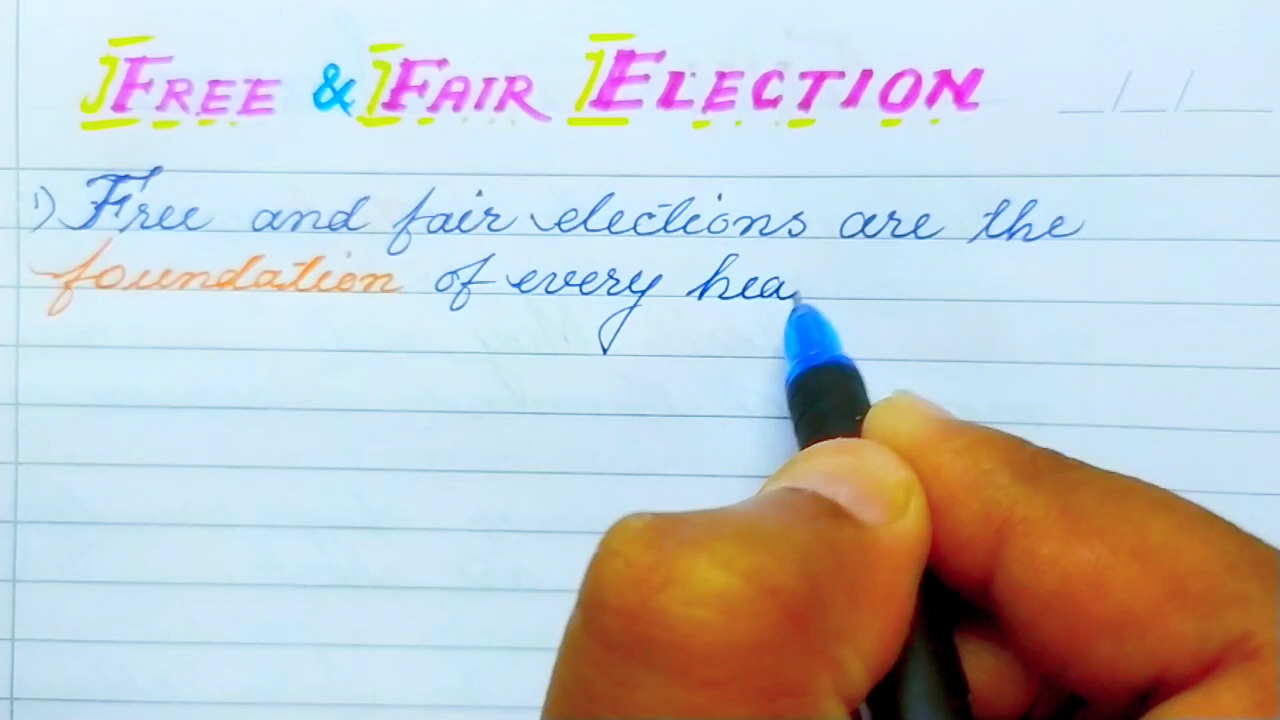 FREE & FAIR ELECTION
1) Free and fair elections are the
foundation of every hea